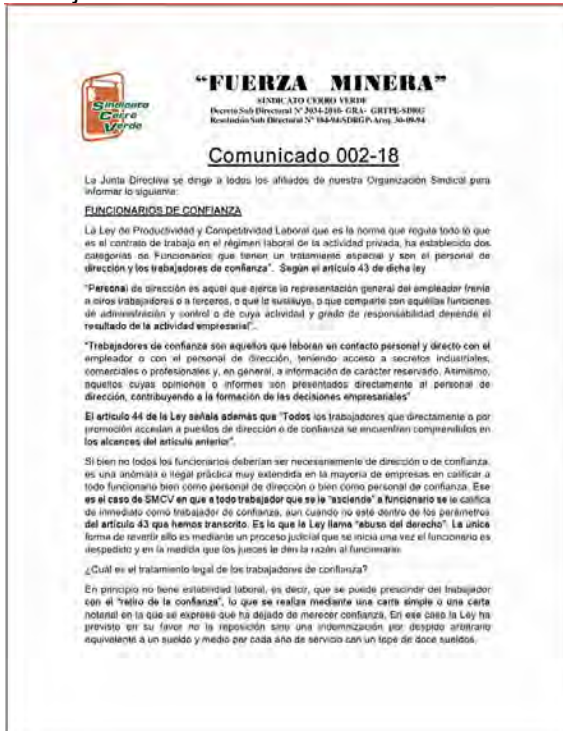 Sindicato
Cerro
Verde
"FUERZA MINERA"
SINDICATO CERRO VERDE
Decreto Sub Directoral Nº 3034-2010- GRA- GRTPE-SDRG
Resolución Sub Directoral Nº 184-94/SDRGP-Areq. 30-09-94
Comunicado 002-18
La Junta Directiva se dirige a todos los afiliados de nuestra Organización Sindical para
informar lo siguiente:
FUNCIONARIOS DE CONFIANZA
La Ley de Productividad y Competitividad Laboral que es la norma que regula todo lo que
es el contrato de trabajo en el régimen laboral de la actividad privada, ha establecido dos
categorías de Funcionarios que tienen un tratamiento especial y son el personal de
dirección y los trabajadores de confianza". Según el artículo 43 de dicha ley
"Personal de dirección es aquel que ejerce la representación general del empleador frente
a otros trabajadores o a terceros, o que lo sustituye, o que comparte con aquéllas funciones
de administración y control o de cuya actividad y grado de responsabilidad depende el
resultado de la actividad empresarial".
"Trabajadores de confianza son aquellos que laboran en contacto personal y directo con el
empleador o con el personal de dirección, teniendo acceso a secretos industriales,
comerciales o profesionales y, en general, a información de carácter reservado. Asimismo,
aquellos cuyas opiniones o informes son presentados directamente al personal de
dirección, contribuyendo a la formación de las decisiones empresariales"
El artículo 44 de la Ley señala además que "Todos los trabajadores que directamente o por
promoción accedan a puestos de dirección o de confianza se encuentran comprendidos en
los alcances del artículo anterior".
Si bien no todos los funcionarios deberían ser necesariamente de dirección o de confianza,
es una anómala e ilegal práctica muy extendida en la mayoría de empresas en calificar a
todo funcionario bien como personal de dirección o bien como personal de confianza. Ese
es el caso de SMCV en que a todo trabajador que se le "asciende" a funcionario se le califica
de inmediato como trabajador de confianza, aun cuando no esté dentro de los parámetros
del artículo 43 que hemos transcrito. Es lo que la Ley llama "abuso del derecho". La única
forma de revertir ello es mediante un proceso judicial que se inicia una vez el funcionario es
despedido y en la medida que los jueces le den la razón al funcionario.
¿Cuál es el tratamiento legal de los trabajadores de confianza?
En principio no tiene estabilidad laboral, es decir, que se puede prescindir del trabajador
con el "retiro de la confianza", lo que se realiza mediante una carta simple o una carta
notarial en la que se exprese que ha dejado de merecer confianza. En ese caso la Ley ha
previsto en su favor no la reposición sino una indemnización por despido arbitrario
equivalente a un sueldo y medio por cada año de servicio con un tope de doce sueldos.